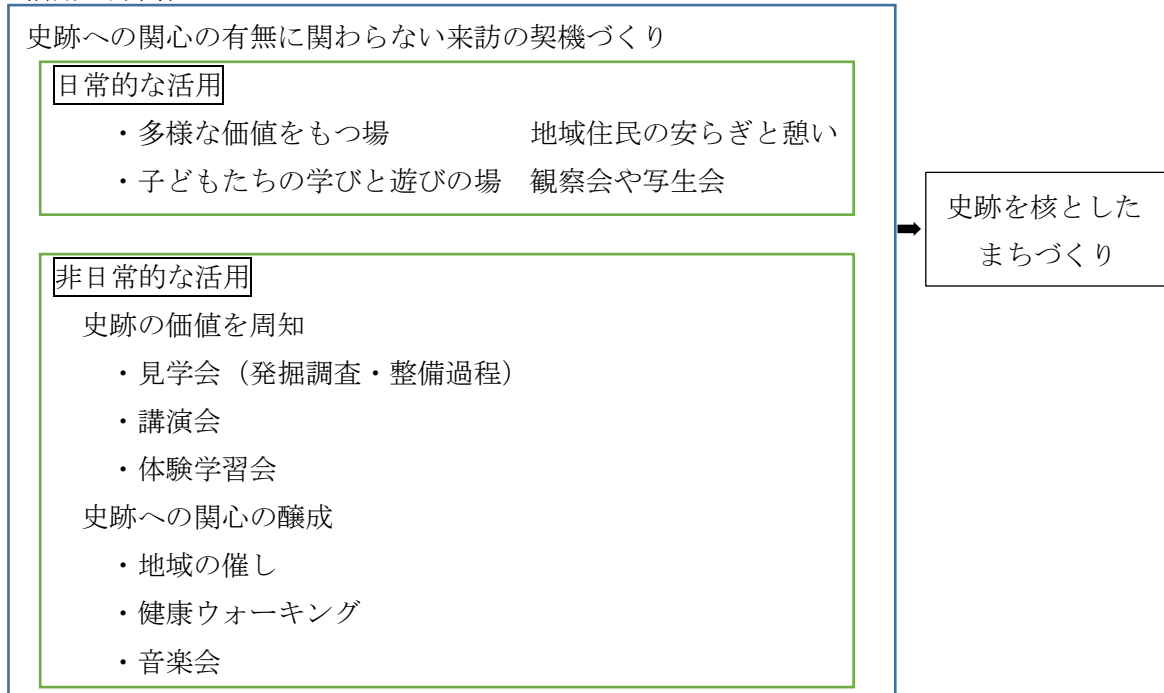 史跡への関心の有無に関わらない来訪の契機づくり
日常的な活用
・多様な価値をもつ場　地域住民の安らぎと憩い
・子どもたちの学びと遊びの場　観察会や写生会
非日常的な活用
史跡の価値を周知
・見学会（発掘調査・整備過程）
・講演会
・体験学習会
史跡への関心の醸成
・地域の催し
・健康ウォーキング
・音楽会
➡
史跡を核とした
まちづくり